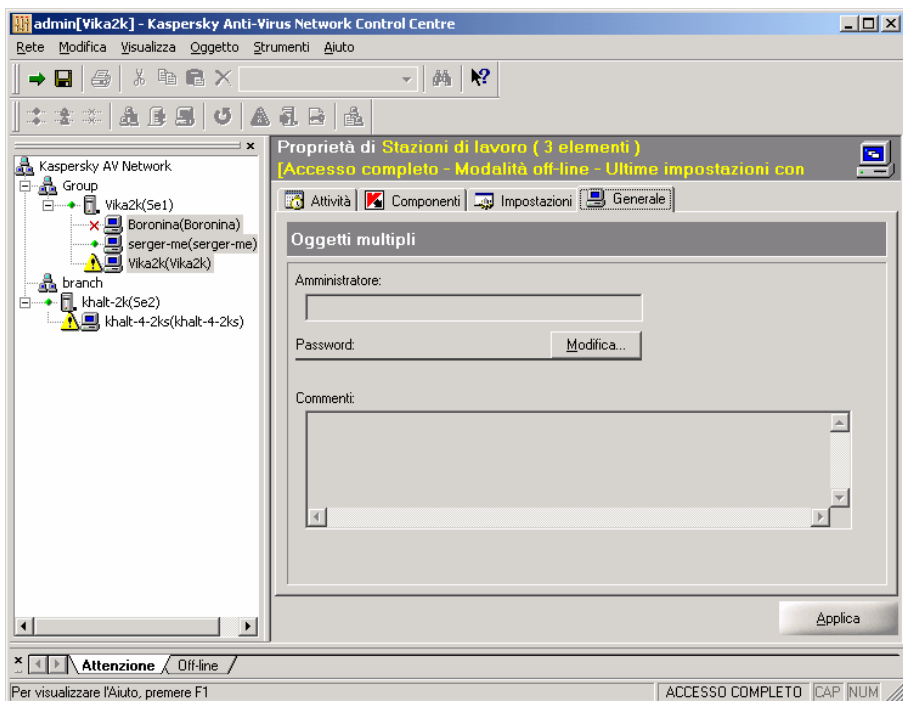 admin[Vika2k] - Kaspersky Anti-Virus Network Control Centre
Rete Modifica Visualizza Oggetto Strumenti Aiuto
Kaspersky AV Network
Group
Vika2k(Se1)
Boronina(Boronina)
serger-me(serger-me)
Vika2k(Vika2k)
branch
khalt-2k(Se2)
khalt-4-2ks(khalt-4-2ks)
Proprietà di Stazioni di lavoro ( 3 elementi )
[Accesso completo - Modalità off-line - Ultime impostazioni con
Attività Componenti Impostazioni Generale
Oggetti multipli
Amministratore:
Password: Modifica...
Commenti:
Applica
Attenzione Off-line
Per visualizzare l'Aiuto, premere F1 ACCESSO COMPLETO CAP NUM